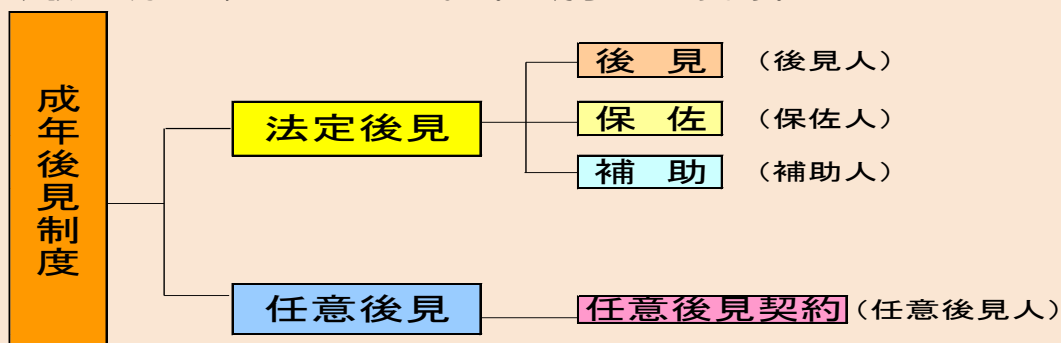 成年後見制度
法定後見
後見（後見人）
保佐（保佐人）
補助（補助人）
任意後見
任意後見契約（任意後見人）